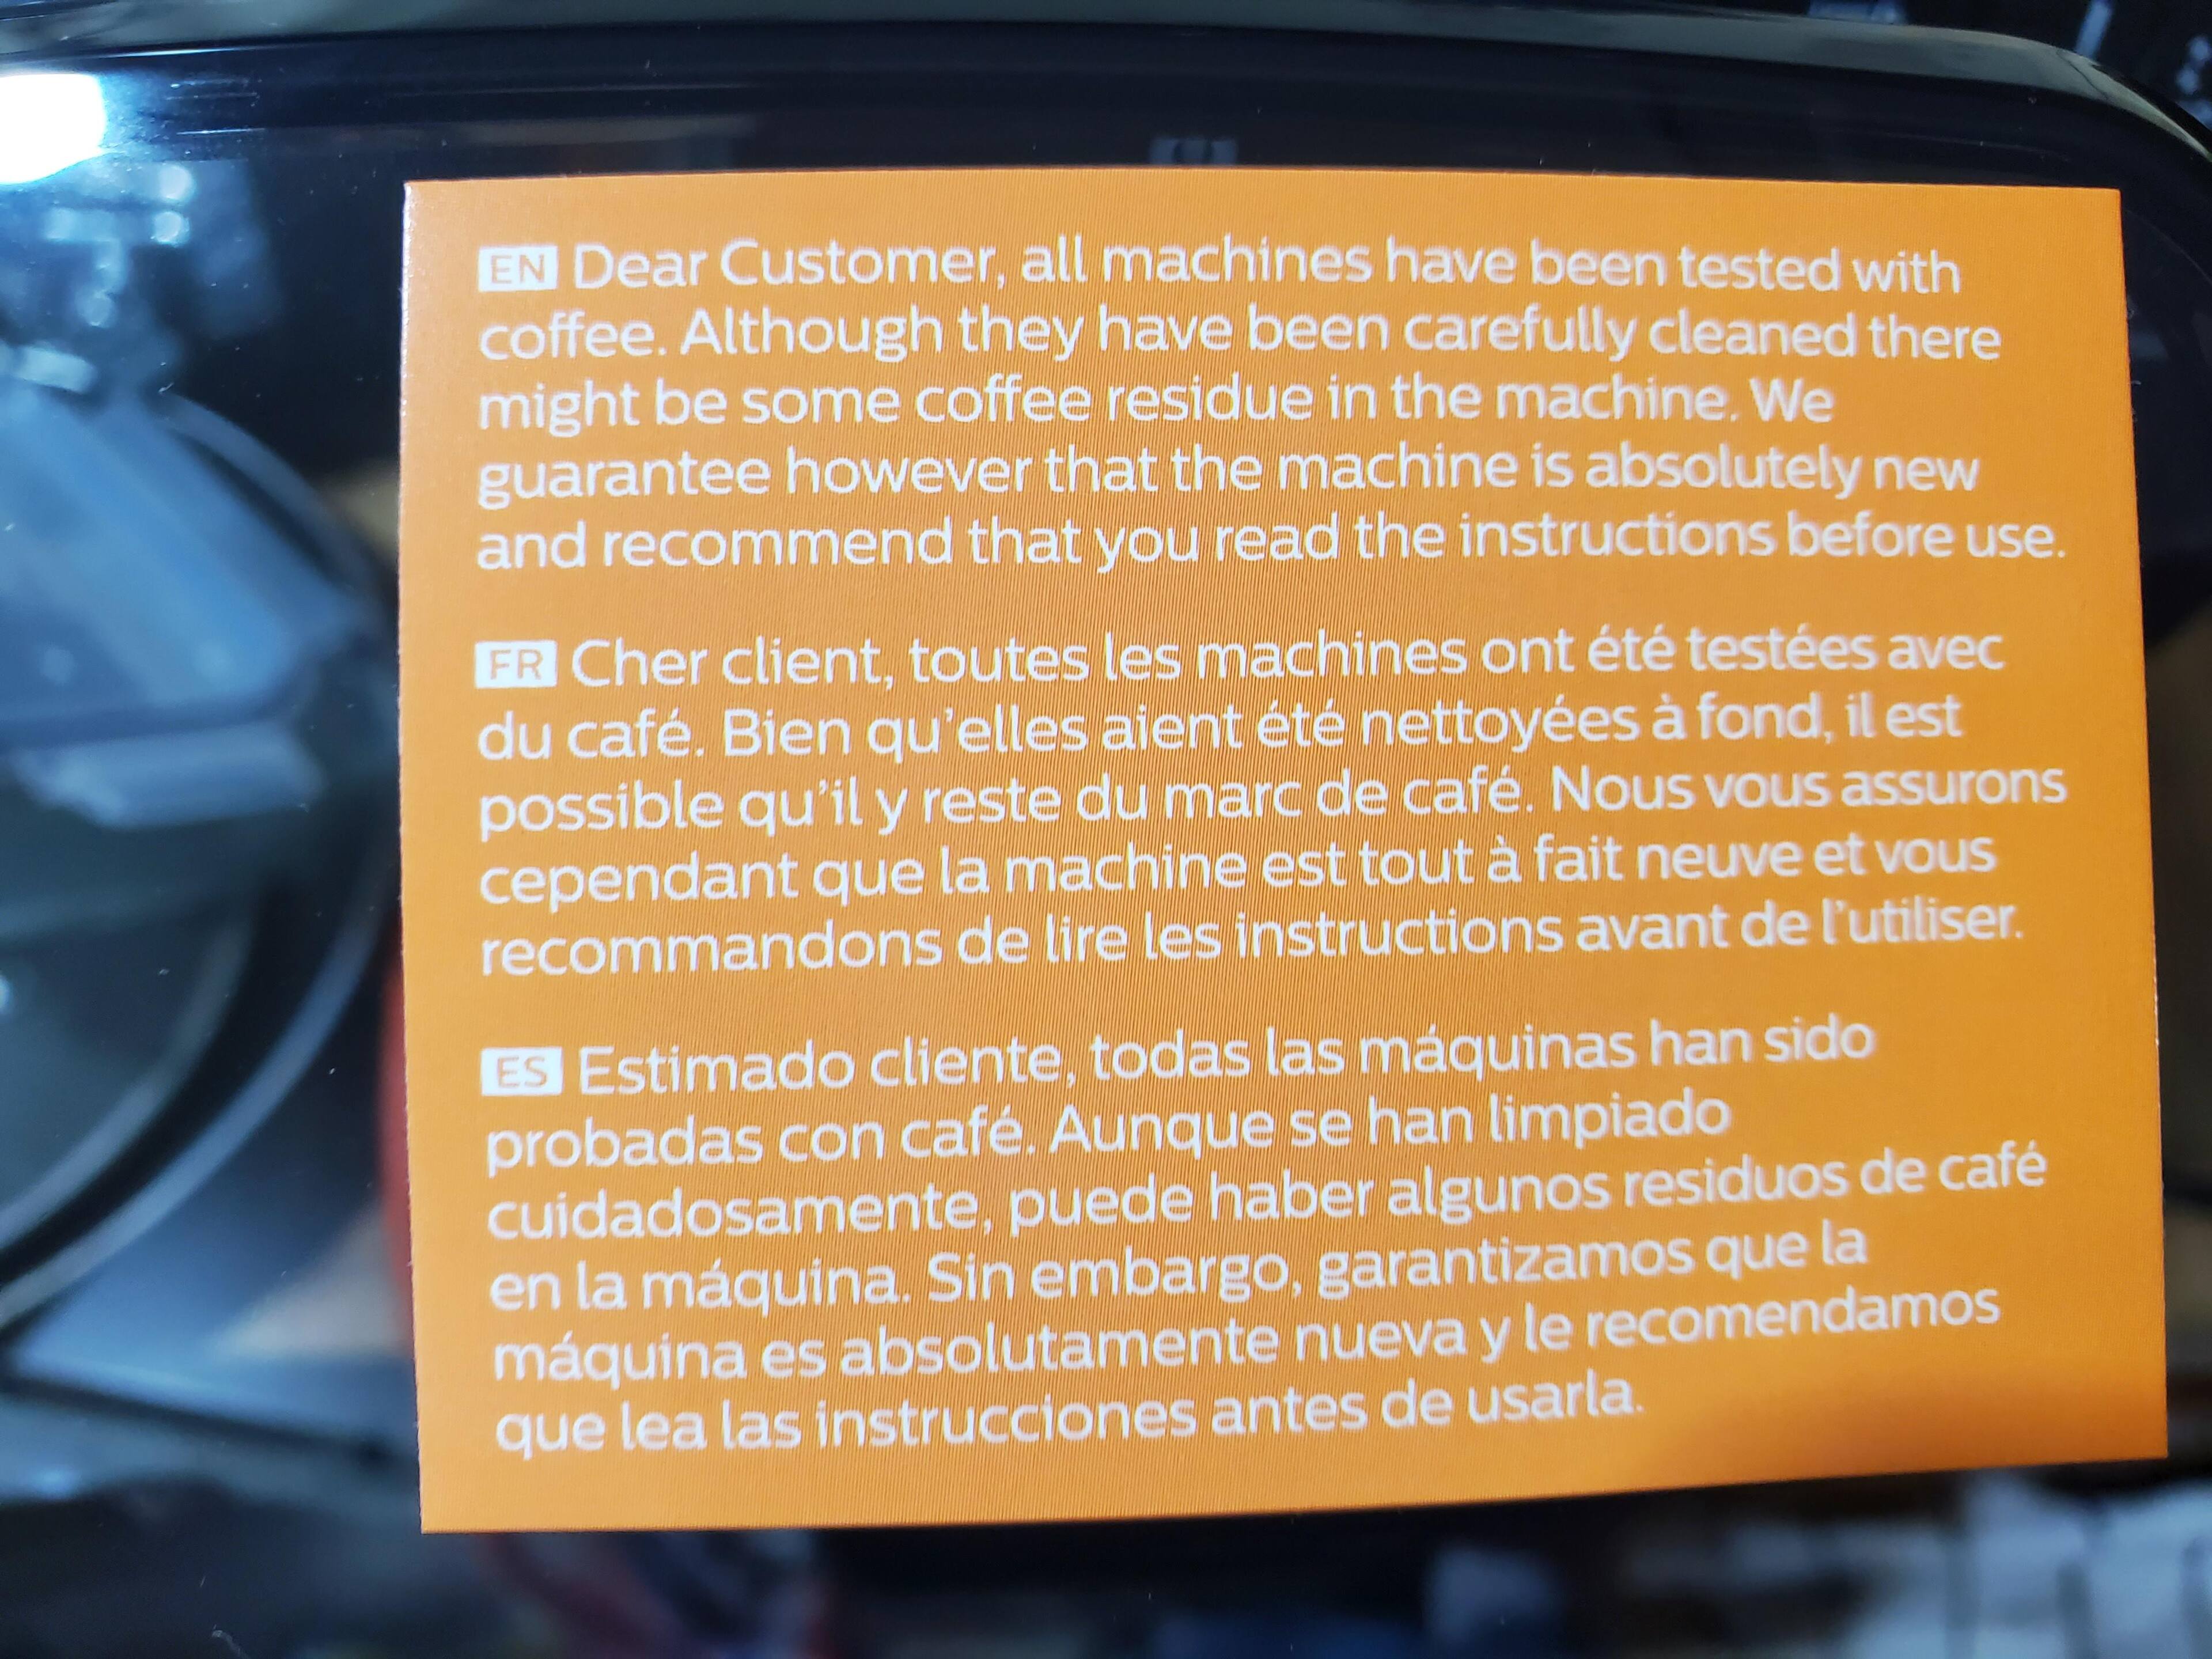 EN Dear Customer, all machines have been tested with
coffee. Although they have been carefully cleaned there
might be some coffee residue in the machine. We
guarantee however that the machine is absolutely new
and recommend that you read the instructions before use.
FR Cher client, toutes les machines ont été testées avec
du café. Bien qu'elles aient été nettoyées à fond, il est
possible qu'il y reste du marc de café. Nous vous assurons
cependant que la machine est tout à fait neuve et vous
recommandons de lire les instructions avant de l'utiliser.
ES Estimado cliente, todas las máquinas han sido
probadas con café. Aunque se han limpiado
cuidadosamente, puede haber algunos residuos de café
en la máquina. Sin embargo, garantizamos que la
máquina es absolutamente nueva y le recomendamos
que lea las instrucciones antes de usarla.